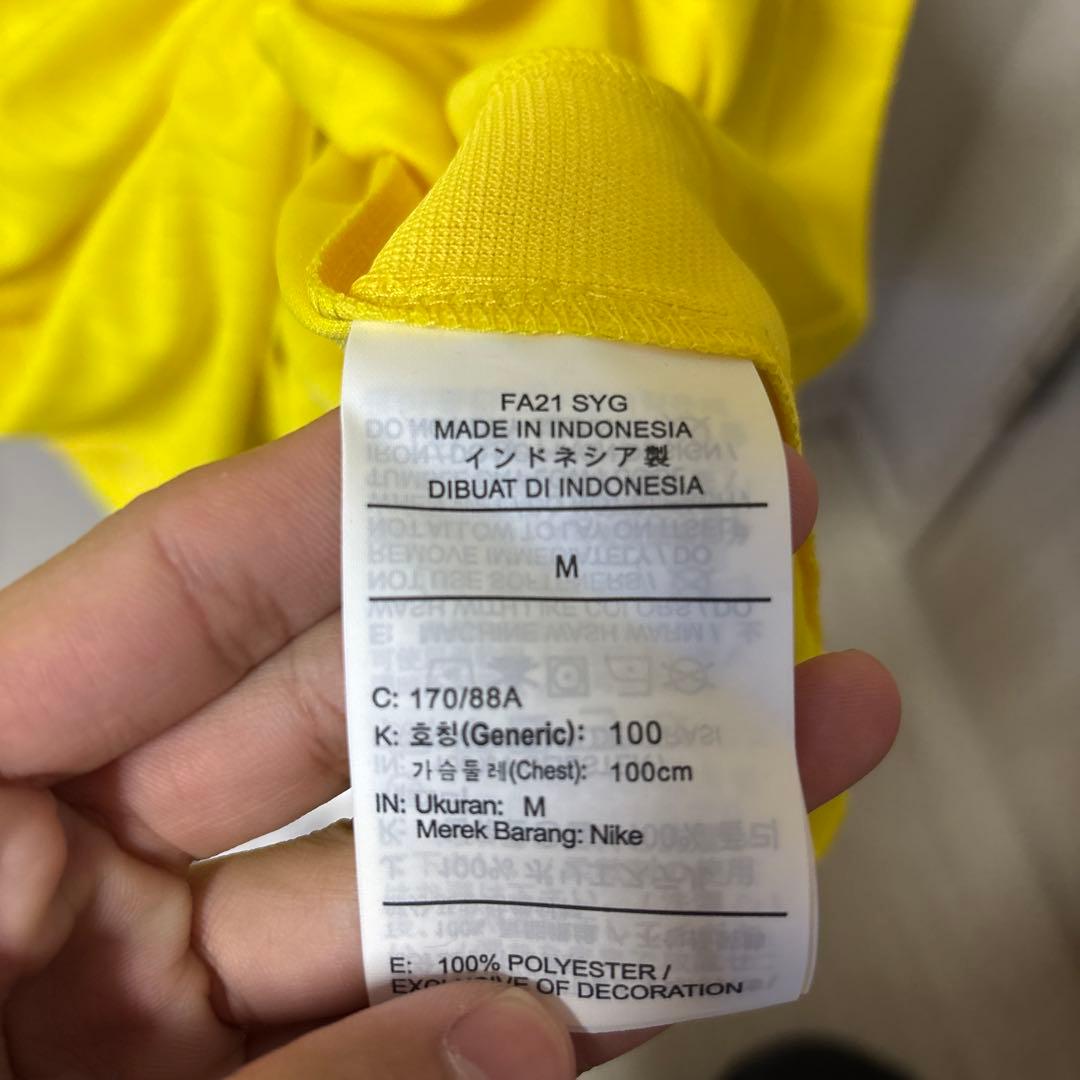 FA21 SYG
MADE IN INDONESIA
インドネシア製
DIBUAT DI INDONESIA
M
C: 170/88A
K: 호칭(Generic): 100
가슴둘레(Chest): 100cm
IN: Ukuran: M
Merek Barang: Nike
E: 100% POLYESTER /
EXCLUSIVE OF DECORATION